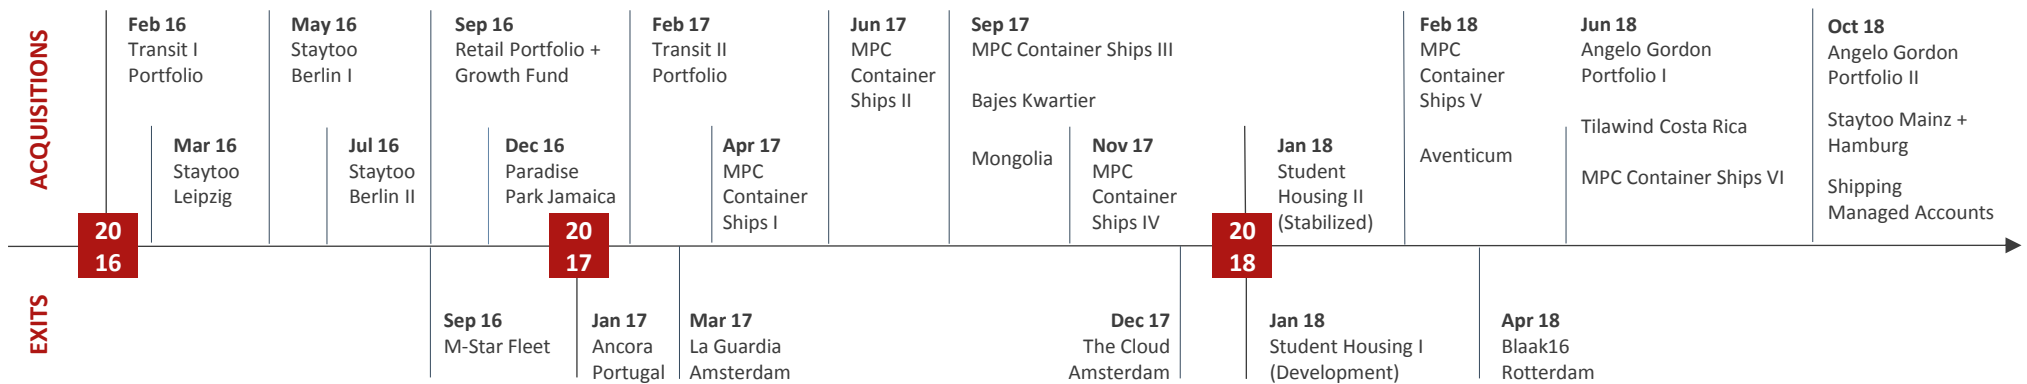 ACQUISITIONS
Feb 16
Transit I
Portfolio
Mar 16
Staytoo
Leipzig
May 16
Staytoo
Berlin I
Jul 16
Staytoo
Berlin II
Sep 16
Retail Portfolio +
Growth Fund
Dec 16
Paradise
Park Jamaica
Feb 17
Transit II
Portfolio
Apr 17
MPC
Container
Ships I
Jun 17
MPC
Container
Ships II
Sep 17
MPC Container Ships III
Bajes Kwartier
Mongolia
Nov 17
MPC
Container
Ships IV
Jan 18
Student
Housing II
(Stabilized)
Feb 18
MPC
Container
Ships V
Aventicum
Jun 18
Angelo Gordon
Portfolio I
Tilawind Costa Rica
MPC Container Ships VI
Oct 18
Angelo Gordon
Portfolio II
Staytoo Mainz +
Hamburg
Shipping
Managed Accounts
20
16
20
17
20
18
EXITS
Sep 16
M-Star Fleet
Jan 17
Ancora
Portugal
Mar 17
La Guardia
Amsterdam
Dec 17
The Cloud
Amsterdam
Jan 18
Student Housing I
(Development)
Apr 18
Blaak16
Rotterdam